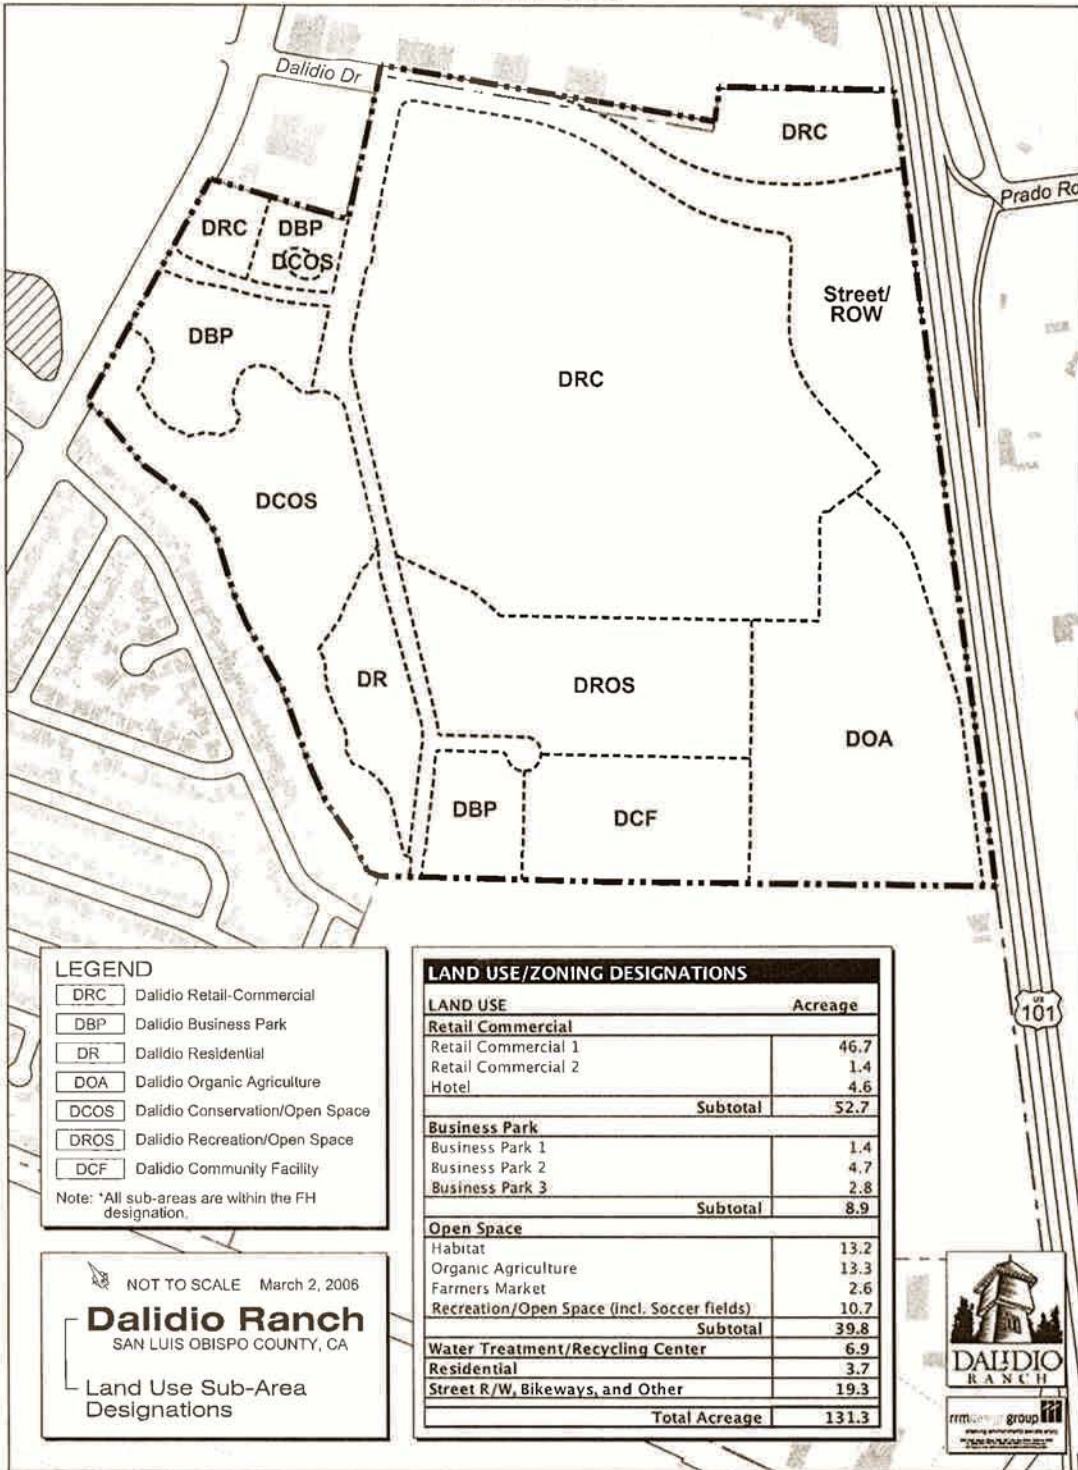 Dalidio Dr
DRC
Prado Rd
DRC
DBP
DCOS
Street/
ROW
DBP
DRC
DCOS
DR
DROS
DOA
DBP
DCF
US
101
LEGEND
DRC Dalidio Retail-Commercial
DBP Dalidio Business Park
DR Dalidio Residential
DOA Dalidio Organic Agriculture
DCOS Dalidio Conservation/Open Space
DROS Dalidio Recreation/Open Space
DCF Dalidio Community Facility
Note: *All sub-areas are within the FH
designation.
NOT TO SCALE March 2, 2006
Dalidio Ranch
SAN LUIS OBISPO COUNTY, CA
Land Use Sub-Area
Designations
LAND USE/ZONING DESIGNATIONS
LAND USE Acreage
Retail Commercial
Retail Commercial 1 46.7
Retail Commercial 2 1.4
Hotel 4.6
Subtotal 52.7
Business Park
Business Park 1 1.4
Business Park 2 4.7
Business Park 3 2.8
Subtotal 8.9
Open Space
Habitat 13.2
Organic Agriculture 13.3
Farmers Market 2.6
Recreation/Open Space (incl. Soccer fields) 10.7
Subtotal 39.8
Water Treatment/Recycling Center 6.9
Residential 3.7
Street R/W, Bikeways, and Other 19.3
Total Acreage 131.3
DALIDIO
RANCH
rrm design group